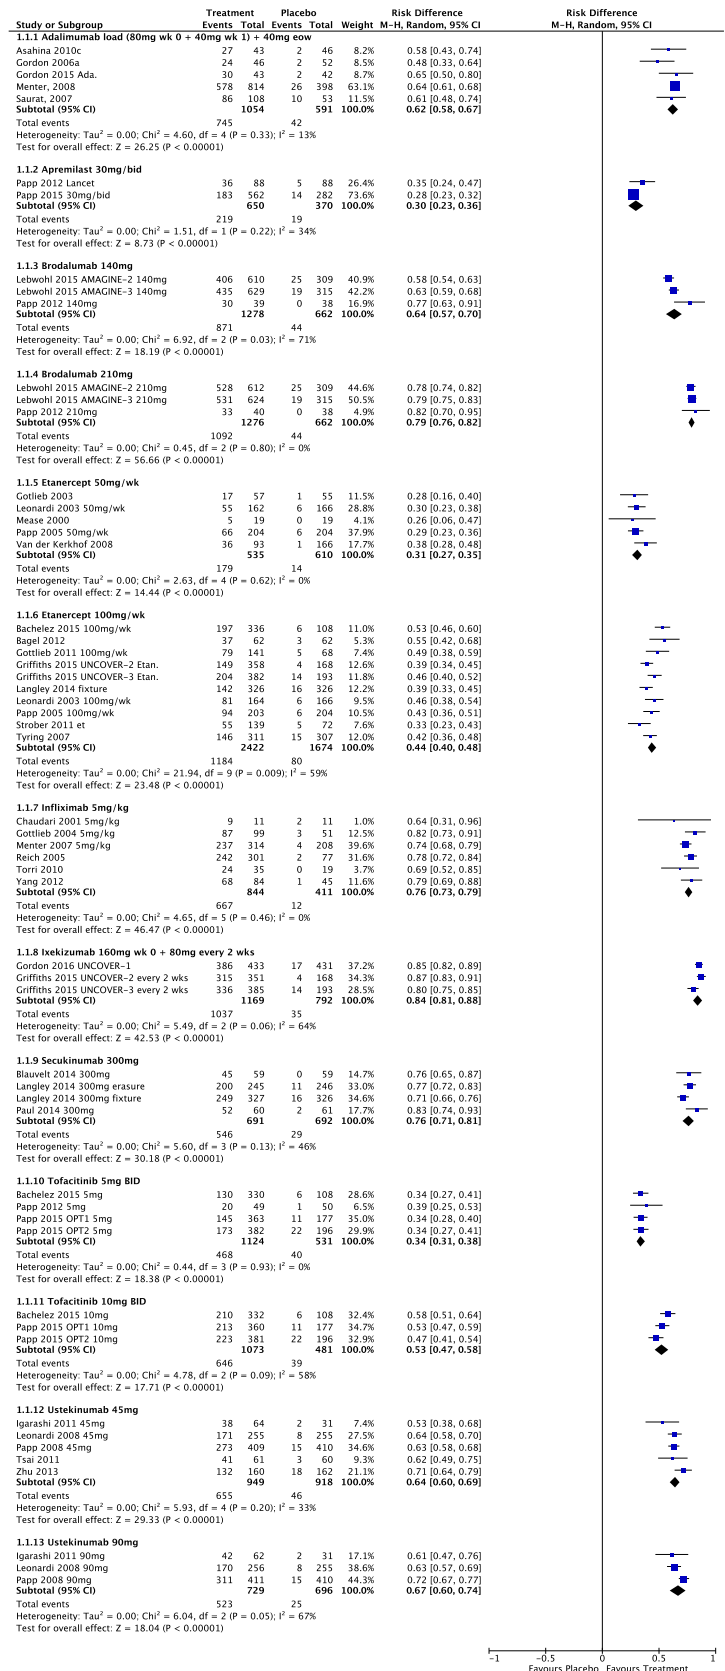 Treatment Placebo Risk Difference Risk Difference
Study or Subgroup Events Total Events Total Weight M-H, Random, 95% CI M-H, Random, 95% CI
1.1.1 Adalimumab load (80mg wk 0 + 40mg wk 1) + 40mg eow
Asahina 2010c 27 43 2 46 8.2% 0.58 [0.43, 0.74]
Gordon 2006a 24 46 2 52 8.5% 0.48 [0.33, 0.64]
Gordon 2015 Ada. 30 43 2 42 8.7% 0.65 [0.50, 0.80]
Menter, 2008 578 814 26 398 63.1% 0.64 [0.61, 0.68]
Saurat, 2007 86 108 10 53 11.5% 0.61 [0.48, 0.74]
Subtotal (95% CI) 1054 591 100.0% 0.62 [0.58, 0.67]
Total events 745 42
Heterogeneity: Tau² = 0.00; Chi² = 4.60, df = 4 (P = 0.33); I² = 13%
Test for overall effect: Z = 26.25 (P < 0.00001)
1.1.2 Apremilast 30mg/bid
Papp 2012 Lancet 36 88 5 88 26.4% 0.35 [0.24, 0.47]
Papp 2015 30mg/bid 183 562 14 282 73.6% 0.28 [0.23, 0.32]
Subtotal (95% CI) 650 370 100.0% 0.30 [0.23, 0.36]
Total events 219 19
Heterogeneity: Tau² = 0.00; Chi² = 1.51, df = 1 (P = 0.22); I² = 34%
Test for overall effect: Z = 8.73 (P < 0.00001)
1.1.3 Brodalumab 140mg
Lebwohl 2015 AMAGINE-2 140mg 406 610 25 309 40.9% 0.58 [0.54, 0.63]
Lebwohl 2015 AMAGINE-3 140mg 435 629 19 315 42.2% 0.63 [0.59, 0.68]
Papp 2012 140mg 30 39 0 38 16.9% 0.77 [0.63, 0.91]
Subtotal (95% CI) 1278 662 100.0% 0.64 [0.57, 0.70]
Total events 871 44
Heterogeneity: Tau² = 0.00; Chi² = 6.92, df = 2 (P = 0.03); I² = 71%
Test for overall effect: Z = 18.19 (P < 0.00001)
1.1.4 Brodalumab 210mg
Lebwohl 2015 AMAGINE-2 210mg 528 612 25 309 44.6% 0.78 [0.74, 0.82]
Lebwohl 2015 AMAGINE-3 210mg 531 624 19 315 50.5% 0.79 [0.75, 0.83]
Papp 2012 210mg 33 40 0 38 4.9% 0.82 [0.70, 0.95]
Subtotal (95% CI) 1276 662 100.0% 0.79 [0.76, 0.82]
Total events 1092 44
Heterogeneity: Tau² = 0.00; Chi² = 0.45, df = 2 (P = 0.80); I² = 0%
Test for overall effect: Z = 56.66 (P < 0.00001)
1.1.5 Etanercept 50mg/wk
Gotlieb 2003 17 57 1 55 11.5% 0.28 [0.16, 0.40]
Leonardi 2003 50mg/wk 55 162 6 166 28.8% 0.30 [0.23, 0.38]
Mease 2000 5 19 0 19 4.1% 0.26 [0.06, 0.47]
Papp 2005 50mg/wk 66 204 6 204 37.9% 0.29 [0.23, 0.36]
Van der Kerkhof 2008 36 93 1 166 17.7% 0.38 [0.28, 0.48]
Subtotal (95% CI) 535 610 100.0% 0.31 [0.27, 0.35]
Total events 179 14
Heterogeneity: Tau² = 0.00; Chi² = 2.63, df = 4 (P = 0.62); I² = 0%
Test for overall effect: Z = 14.44 (P < 0.00001)
1.1.6 Etanercept 100mg/wk
Bachelez 2015 100mg/wk 197 336 6 108 11.0% 0.53 [0.46, 0.60]
Bagel 2012 37 62 3 62 5.3% 0.55 [0.42, 0.68]
Gottlieb 2011 100mg/wk 79 141 5 68 7.4% 0.49 [0.38, 0.59]
Griffiths 2015 UNCOVER-2 Etan. 149 358 4 168 12.6% 0.39 [0.34, 0.45]
Griffiths 2015 UNCOVER-3 Etan. 204 382 14 193 11.8% 0.46 [0.40, 0.52]
Langley 2014 fixture 142 326 16 326 12.2% 0.39 [0.33, 0.45]
Leonardi 2003 100mg/wk 81 164 6 166 9.5% 0.46 [0.38, 0.54]
Papp 2005 100mg/wk 94 203 6 204 10.4% 0.43 [0.36, 0.51]
Strober 2011 et 55 139 5 72 7.6% 0.33 [0.23, 0.43]
Tyring 2007 146 311 15 307 12.0% 0.42 [0.36, 0.48]
Subtotal (95% CI) 2422 1674 100.0% 0.44 [0.40, 0.48]
Total events 1184 80
Heterogeneity: Tau² = 0.00; Chi² = 21.94, df = 9 (P = 0.009); I² = 59%
Test for overall effect: Z = 23.48 (P < 0.00001)
1.1.7 Infliximab 5mg/kg
Chaudari 2001 5mg/kg 9 11 2 11 1.0% 0.64 [0.31, 0.96]
Gottlieb 2004 5mg/kg 87 99 3 51 12.5% 0.82 [0.73, 0.91]
Menter 2007 5mg/kg 237 314 4 208 39.6% 0.74 [0.68, 0.79]
Reich 2005 242 301 2 77 31.6% 0.78 [0.72, 0.84]
Torri 2010 24 35 0 19 3.7% 0.69 [0.52, 0.85]
Yang 2012 68 84 1 45 11.6% 0.79 [0.69, 0.88]
Subtotal (95% CI) 844 411 100.0% 0.76 [0.73, 0.79]
Total events 667 12
Heterogeneity: Tau² = 0.00; Chi² = 4.65, df = 5 (P = 0.46); I² = 0%
Test for overall effect: Z = 46.47 (P < 0.00001)
1.1.8 Ixekizumab 160mg wk 0 + 80mg every 2 wks
Gordon 2016 UNCOVER-1 386 433 17 431 37.2% 0.85 [0.82, 0.89]
Griffiths 2015 UNCOVER-2 every 2 wks 315 351 4 168 34.3% 0.87 [0.83, 0.91]
Griffiths 2015 UNCOVER-3 every 2 wks 336 385 14 193 28.5% 0.80 [0.75, 0.85]
Subtotal (95% CI) 1169 792 100.0% 0.84 [0.81, 0.88]
Total events 1037 35
Heterogeneity: Tau² = 0.00; Chi² = 5.49, df = 2 (P = 0.06); I² = 64%
Test for overall effect: Z = 42.53 (P < 0.00001)
1.1.9 Secukinumab 300mg
Blauvelt 2014 300mg 45 59 0 59 14.7% 0.76 [0.65, 0.87]
Langley 2014 300mg erasure 200 245 11 246 33.0% 0.77 [0.72, 0.83]
Langley 2014 300mg fixture 249 327 16 326 34.6% 0.71 [0.66, 0.76]
Paul 2014 300mg 52 60 2 61 17.7% 0.83 [0.74, 0.93]
Subtotal (95% CI) 691 692 100.0% 0.76 [0.71, 0.81]
Total events 546 29
Heterogeneity: Tau² = 0.00; Chi² = 5.60, df = 3 (P = 0.13); I² = 46%
Test for overall effect: Z = 30.18 (P < 0.00001)
1.1.10 Tofacitinib 5mg BID
Bachelez 2015 5mg 130 330 6 108 28.6% 0.34 [0.27, 0.41]
Papp 2012 5mg 20 49 1 50 6.5% 0.39 [0.25, 0.53]
Papp 2015 OPT1 5mg 145 363 11 177 35.0% 0.34 [0.28, 0.40]
Papp 2015 OPT2 5mg 173 382 22 196 29.9% 0.34 [0.27, 0.41]
Subtotal (95% CI) 1124 531 100.0% 0.34 [0.31, 0.38]
Total events 468 40
Heterogeneity: Tau² = 0.00; Chi² = 0.44, df = 3 (P = 0.93); I² = 0%
Test for overall effect: Z = 18.38 (P < 0.00001)
1.1.11 Tofacitinib 10mg BID
Bachelez 2015 10mg 210 332 6 108 32.4% 0.58 [0.51, 0.64]
Papp 2015 OPT1 10mg 213 360 11 177 34.7% 0.53 [0.47, 0.59]
Papp 2015 OPT2 10mg 223 381 22 196 32.9% 0.47 [0.41, 0.54]
Subtotal (95% CI) 1073 481 100.0% 0.53 [0.47, 0.58]
Total events 646 39
Heterogeneity: Tau² = 0.00; Chi² = 4.78, df = 2 (P = 0.09); I² = 58%
Test for overall effect: Z = 17.71 (P < 0.00001)
1.1.12 Ustekinumab 45mg
Igarashi 2011 45mg 38 64 2 31 7.4% 0.53 [0.38, 0.68]
Leonardi 2008 45mg 171 255 8 255 27.5% 0.64 [0.58, 0.70]
Papp 2008 45mg 273 409 15 410 34.6% 0.63 [0.58, 0.68]
Tsai 2011 41 61 3 60 9.3% 0.62 [0.49, 0.75]
Zhu 2013 132 160 18 162 21.1% 0.71 [0.64, 0.79]
Subtotal (95% CI) 949 918 100.0% 0.64 [0.60, 0.69]
Total events 655 46
Heterogeneity: Tau² = 0.00; Chi² = 5.93, df = 4 (P = 0.20); I² = 33%
Test for overall effect: Z = 29.33 (P < 0.00001)
1.1.13 Ustekinumab 90mg
Igarashi 2011 90mg 42 62 2 31 17.1% 0.61 [0.47, 0.76]
Leonardi 2008 90mg 170 256 8 255 38.6% 0.63 [0.57, 0.69]
Papp 2008 90mg 311 411 15 410 44.3% 0.72 [0.67, 0.77]
Subtotal (95% CI) 729 696 100.0% 0.67 [0.60, 0.74]
Total events 523 25
Heterogeneity: Tau² = 0.00; Chi² = 6.04, df = 2 (P = 0.05); I² = 67%
Test for overall effect: Z = 18.04 (P < 0.00001)
-1 -0.5 0 0.5 1
Favours Placebo Favours Treatment